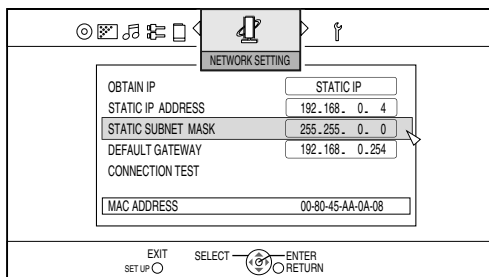 NETWORK SETTING
OBTAIN IP STATIC IP
STATIC IP ADDRESS 192.168. 0. 4
STATIC SUBNET MASK 255.255. 0. 0
DEFAULT GATEWAY 192.168. 0.254
CONNECTION TEST
MAC ADDRESS 00-80-45-AA-0A-08
EXIT SELECT ENTER
SET UP RETURN